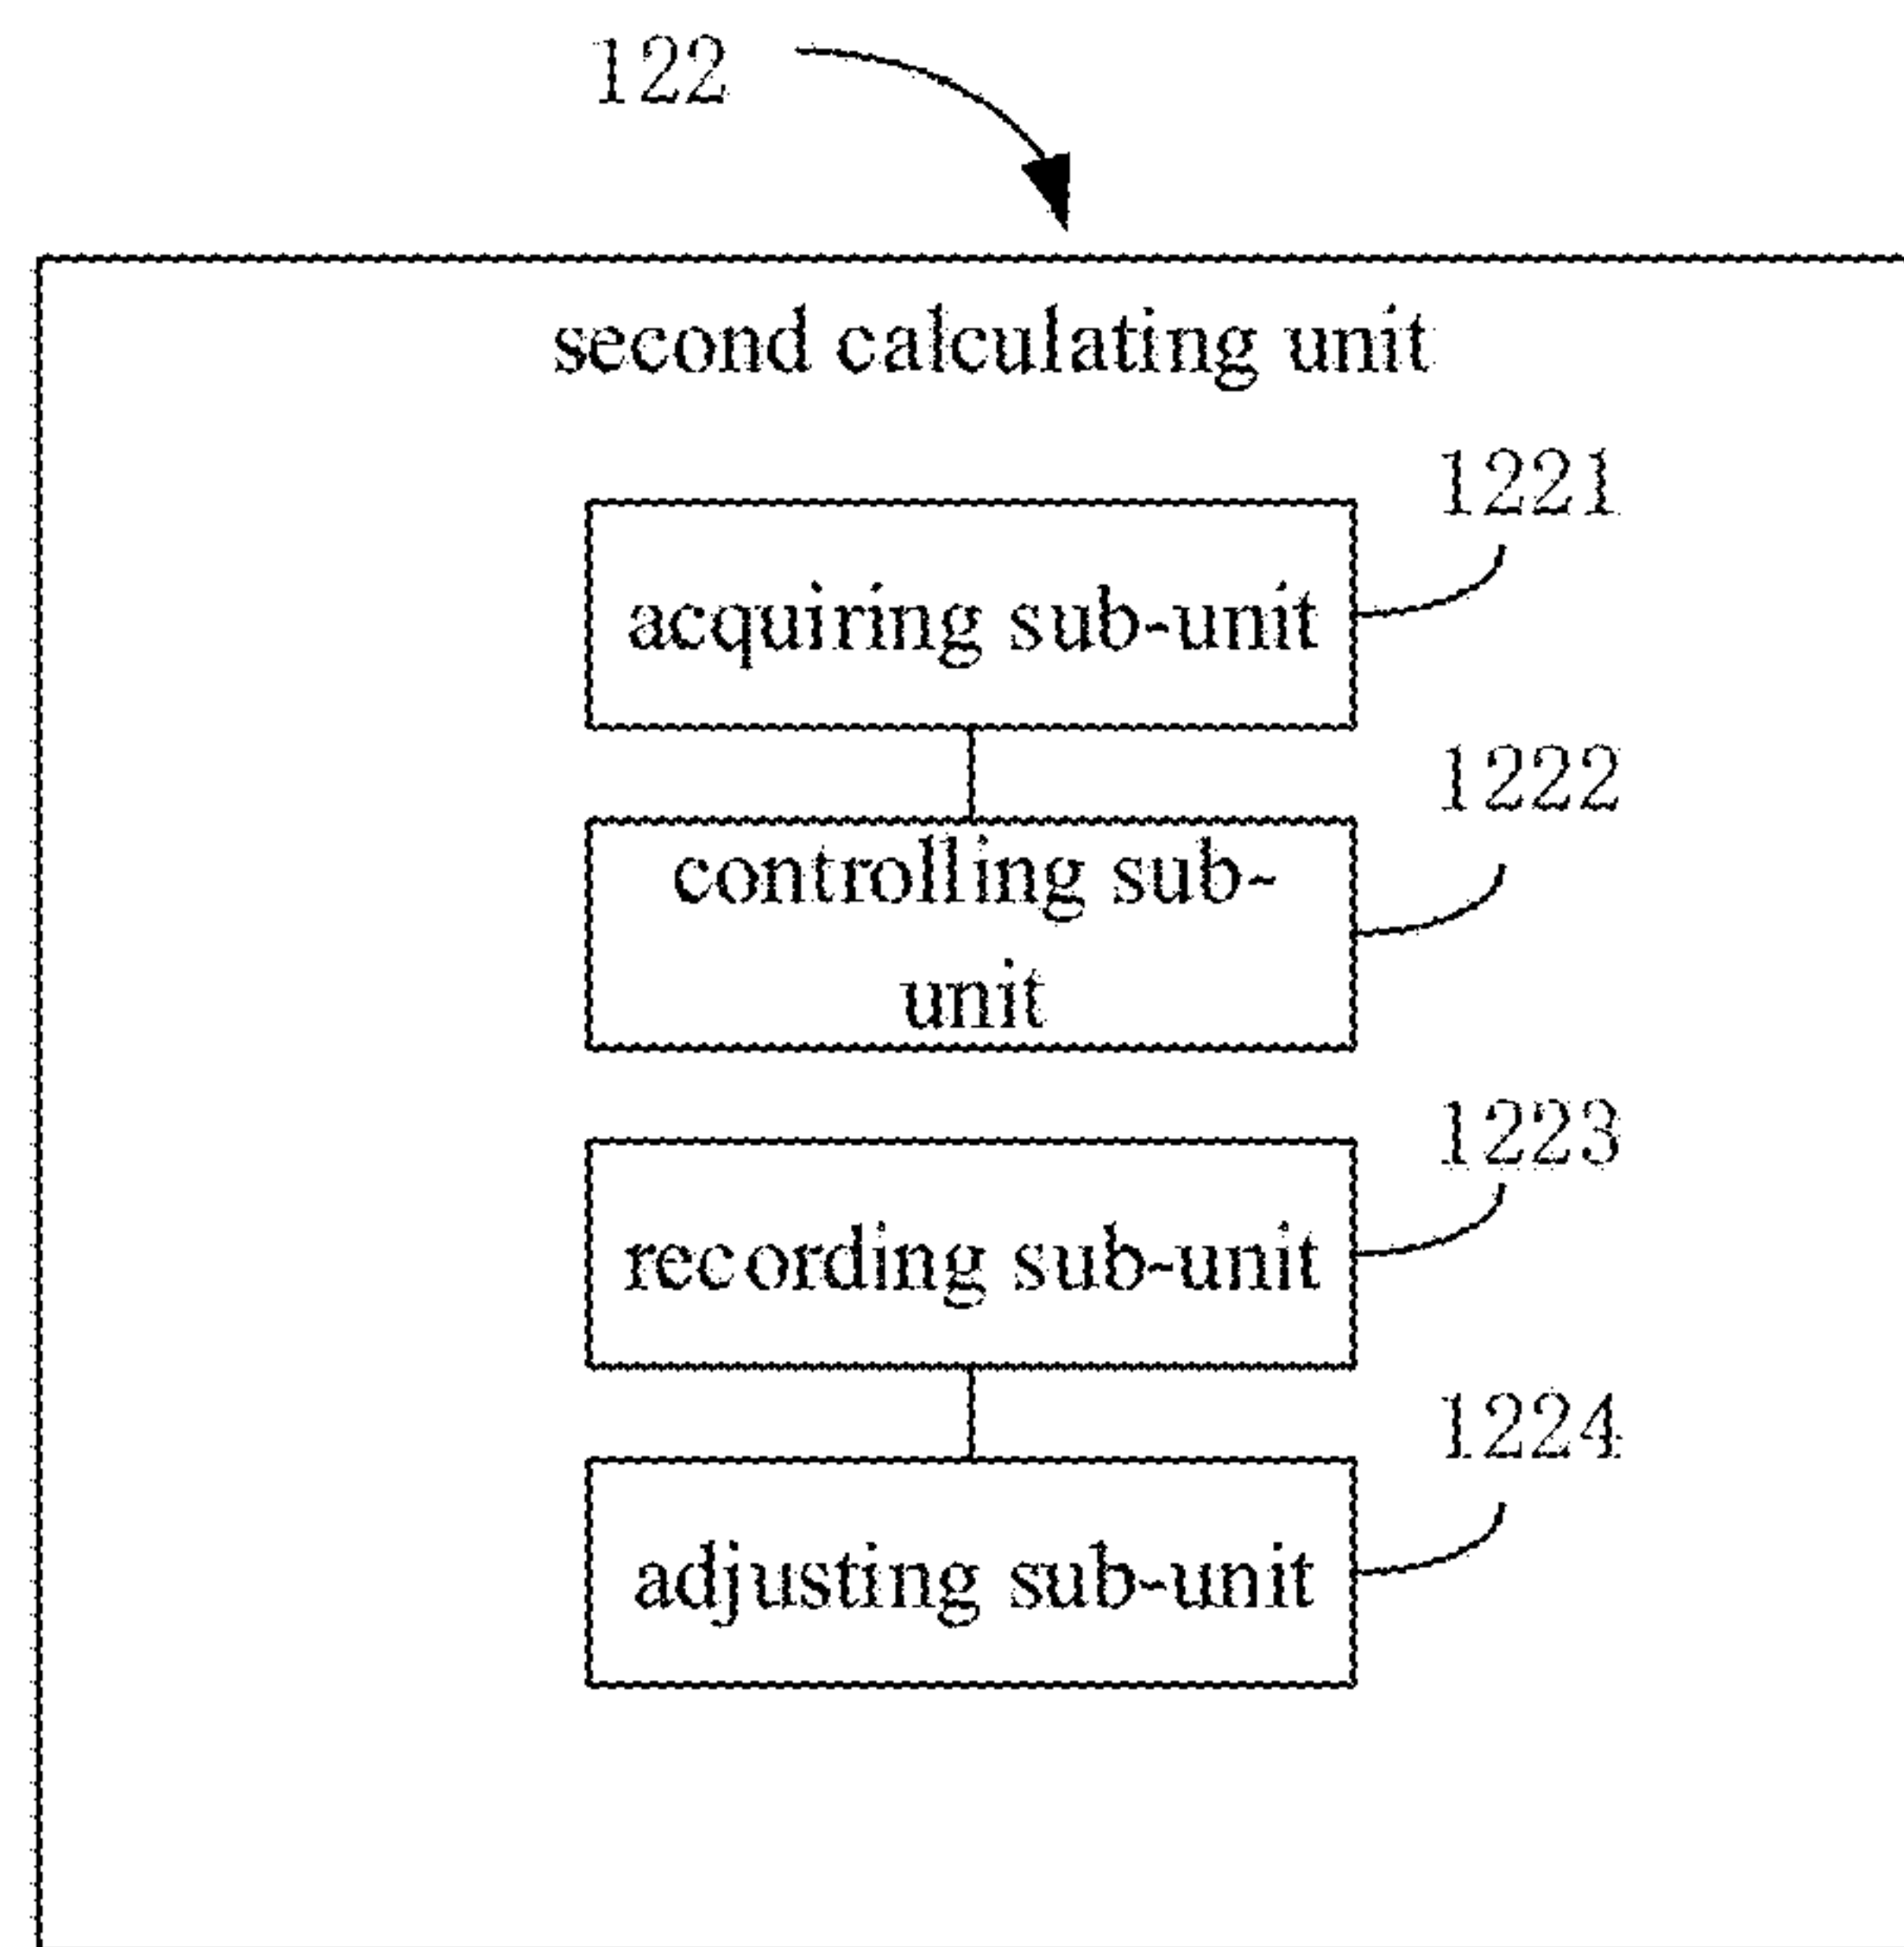 122
second calculating unit
1221
acquiring sub-unit
1222
controlling sub-
unit
1223
recording sub-unit
1224
adjusting sub-unit